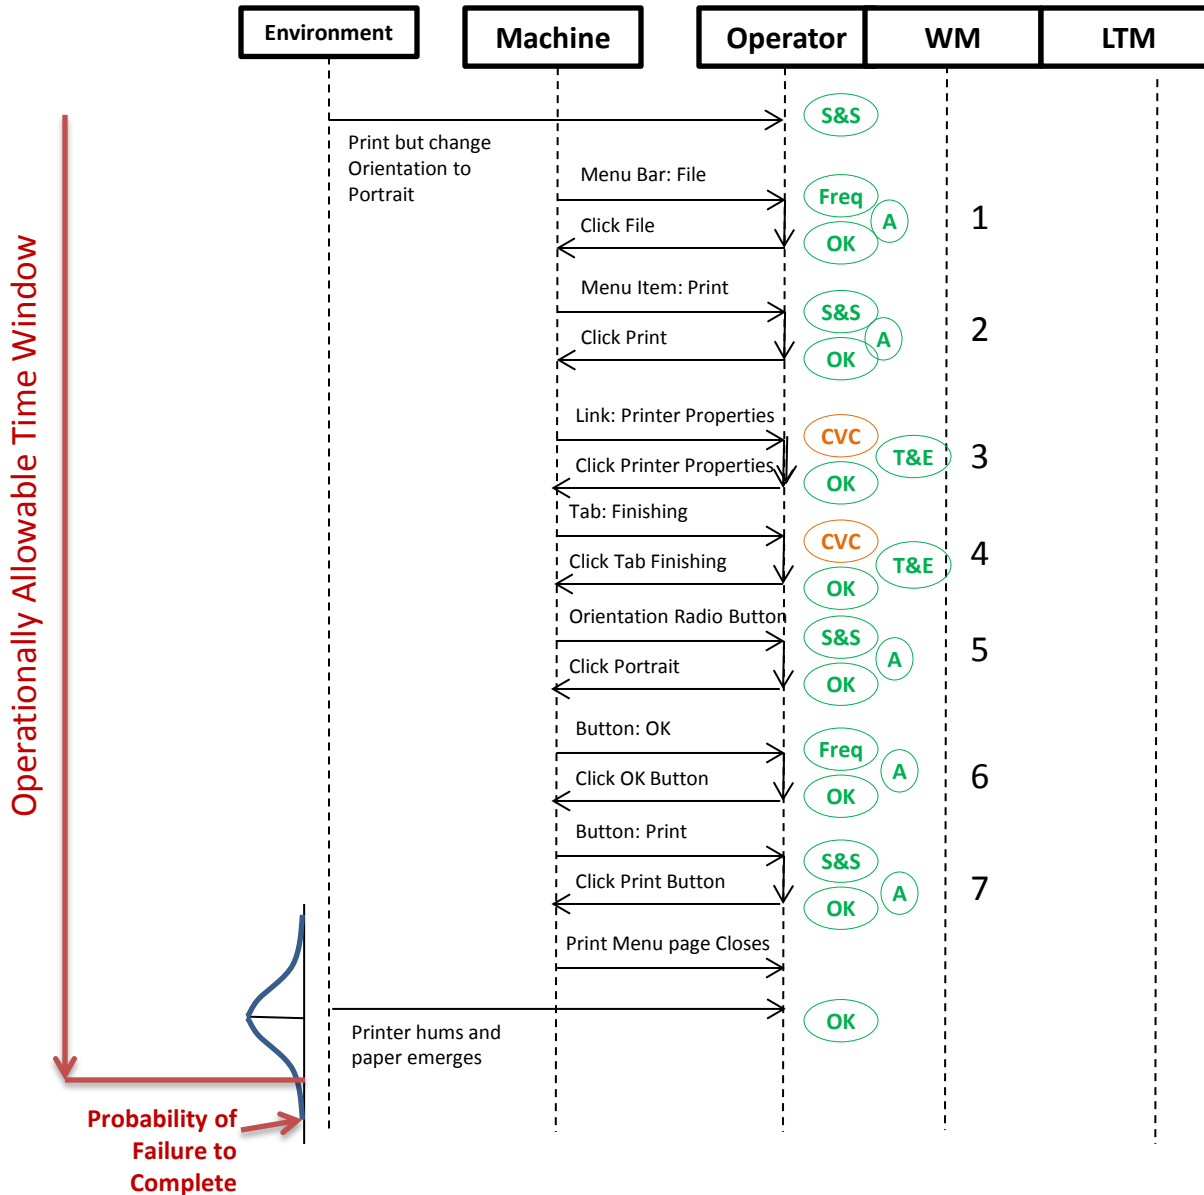 Environment
Machine
Operator
WM
LTM
Operationally Allowable Time Window
S&S
Print but change
Orientation to
Portrait
Menu Bar: File
Freq
A
1
Click File
OK
Menu Item: Print
S&S
A
2
Click Print
OK
Link: Printer Properties
CVC
T&E
3
Click Printer Properties
OK
Tab: Finishing
CVC
T&E
4
Click Tab Finishing
OK
Orientation Radio Button
S&S
A
5
Click Portrait
OK
Button: OK
Freq
A
6
Click OK Button
OK
Button: Print
S&S
A
7
Click Print Button
OK
Print Menu page Closes
OK
Printer hums and
paper emerges
Probability of
Failure to
Complete